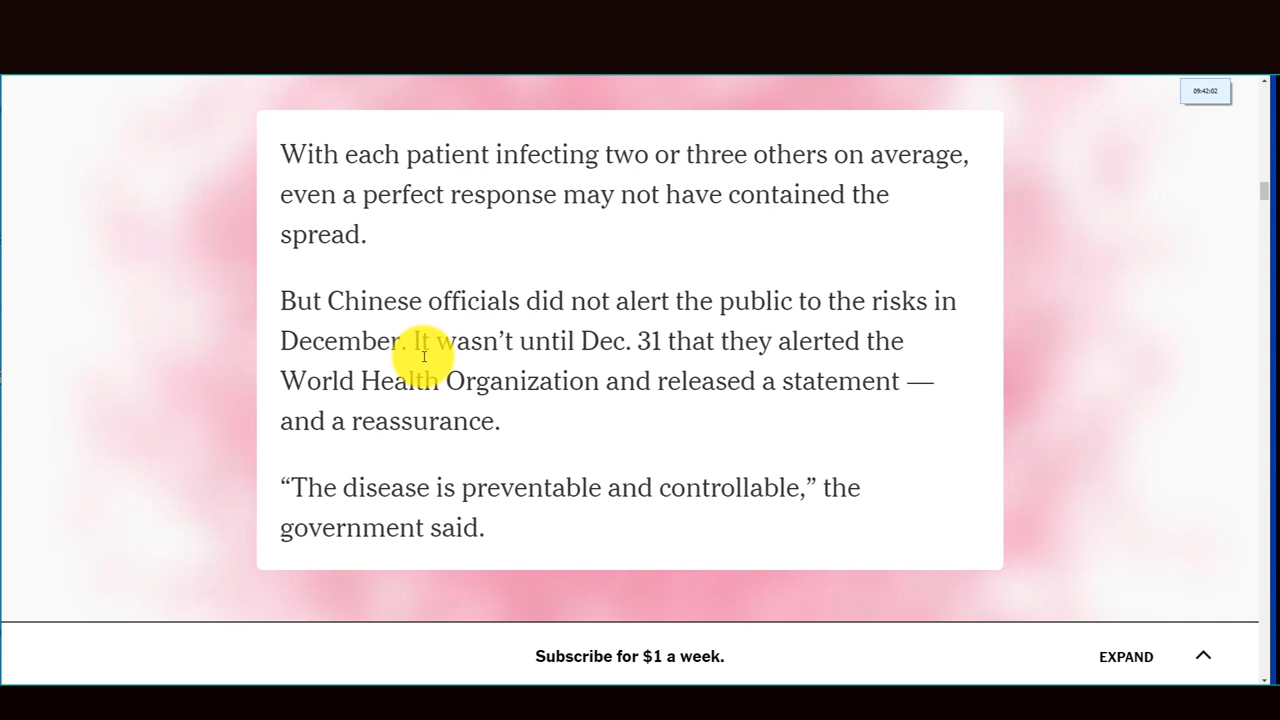 09:42:02
With each patient infecting two or three others on average,
even a perfect response may not have contained the
spread.
But Chinese officials did not alert the public to the risks in
December. It wasn’t until Dec. 31 that they alerted the
World Health Organization and released a statement —
and a reassurance.
“The disease is preventable and controllable,” the
government said.
Subscribe for $1 a week.
EXPAND